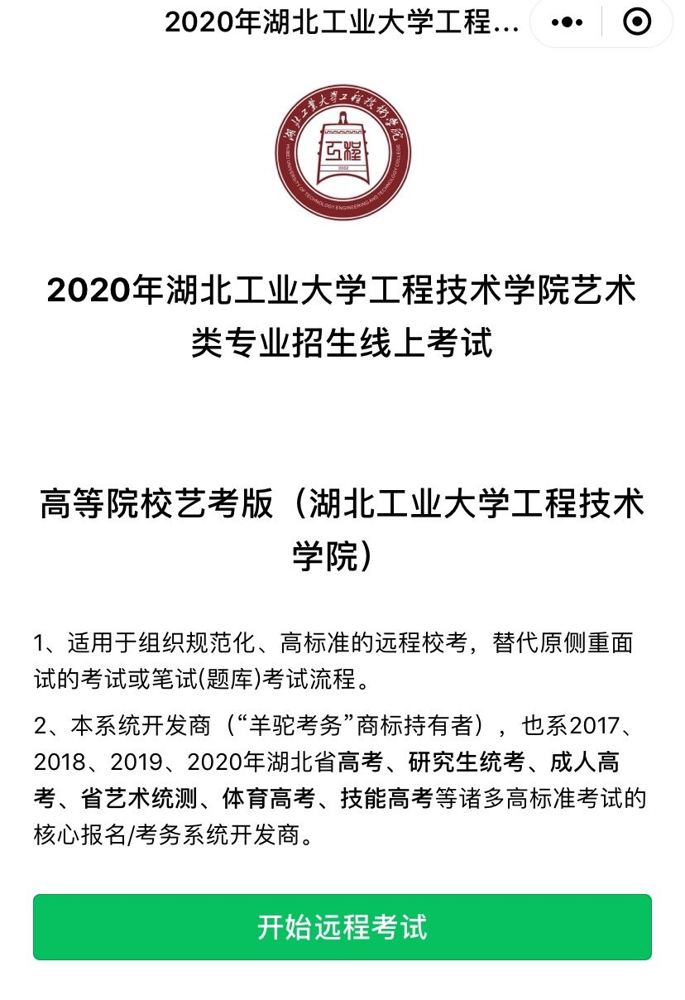 2020年湖北工业大学工程...
湖北工业大学工程技术学院
工程
2002
HUBEI UNIVERSITY OF TECHNOLOGY ENGINEERING AND TECHNOLOGY COLLEGE
2020年湖北工业大学工程技术学院艺术
类专业招生线上考试
高等院校艺考版（湖北工业大学工程技术
学院）
1、适用于组织规范化、高标准的远程校考，替代原侧重面
试的考试或笔试(题库)考试流程。
2、本系统开发商（“羊驼考务”商标持有者），也系2017、
2018、2019、2020年湖北省高考、研究生统考、成人高
考、省艺术统测、体育高考、技能高考等诸多高标准考试的
核心报名/考务系统开发商。
开始远程考试